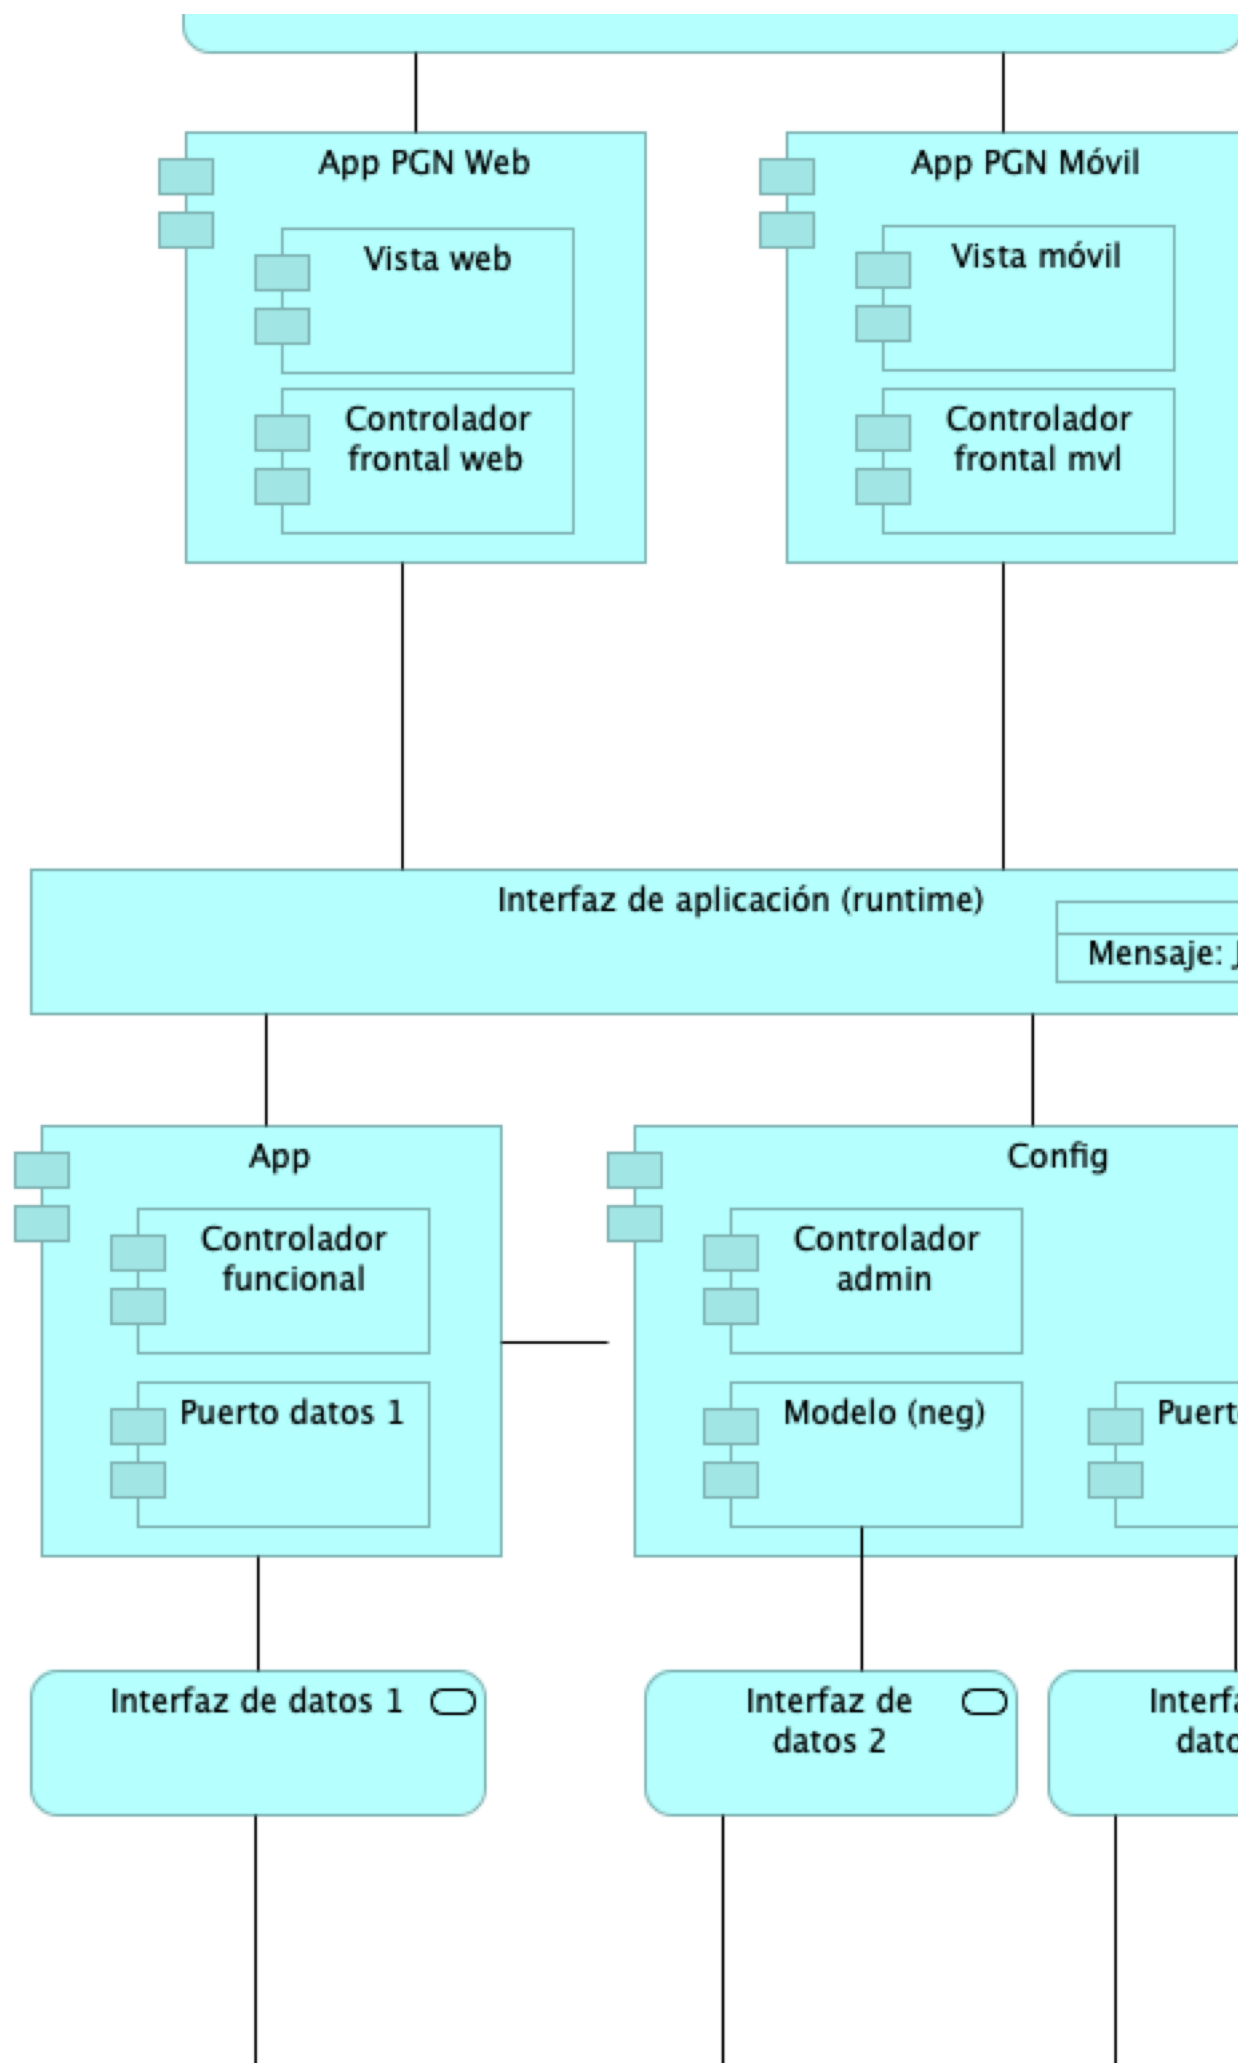 App PGN Web
App PGN Móvil
Vista web
Vista móvil
Controlador
frontal web
Controlador
frontal mvl
Interfaz de aplicación (runtime)
Mensaje:
App
Config
Controlador
funcional
Controlador
admin
Puerto datos 1
Modelo (neg)
Interfaz de datos 1
Interfaz de
datos 2